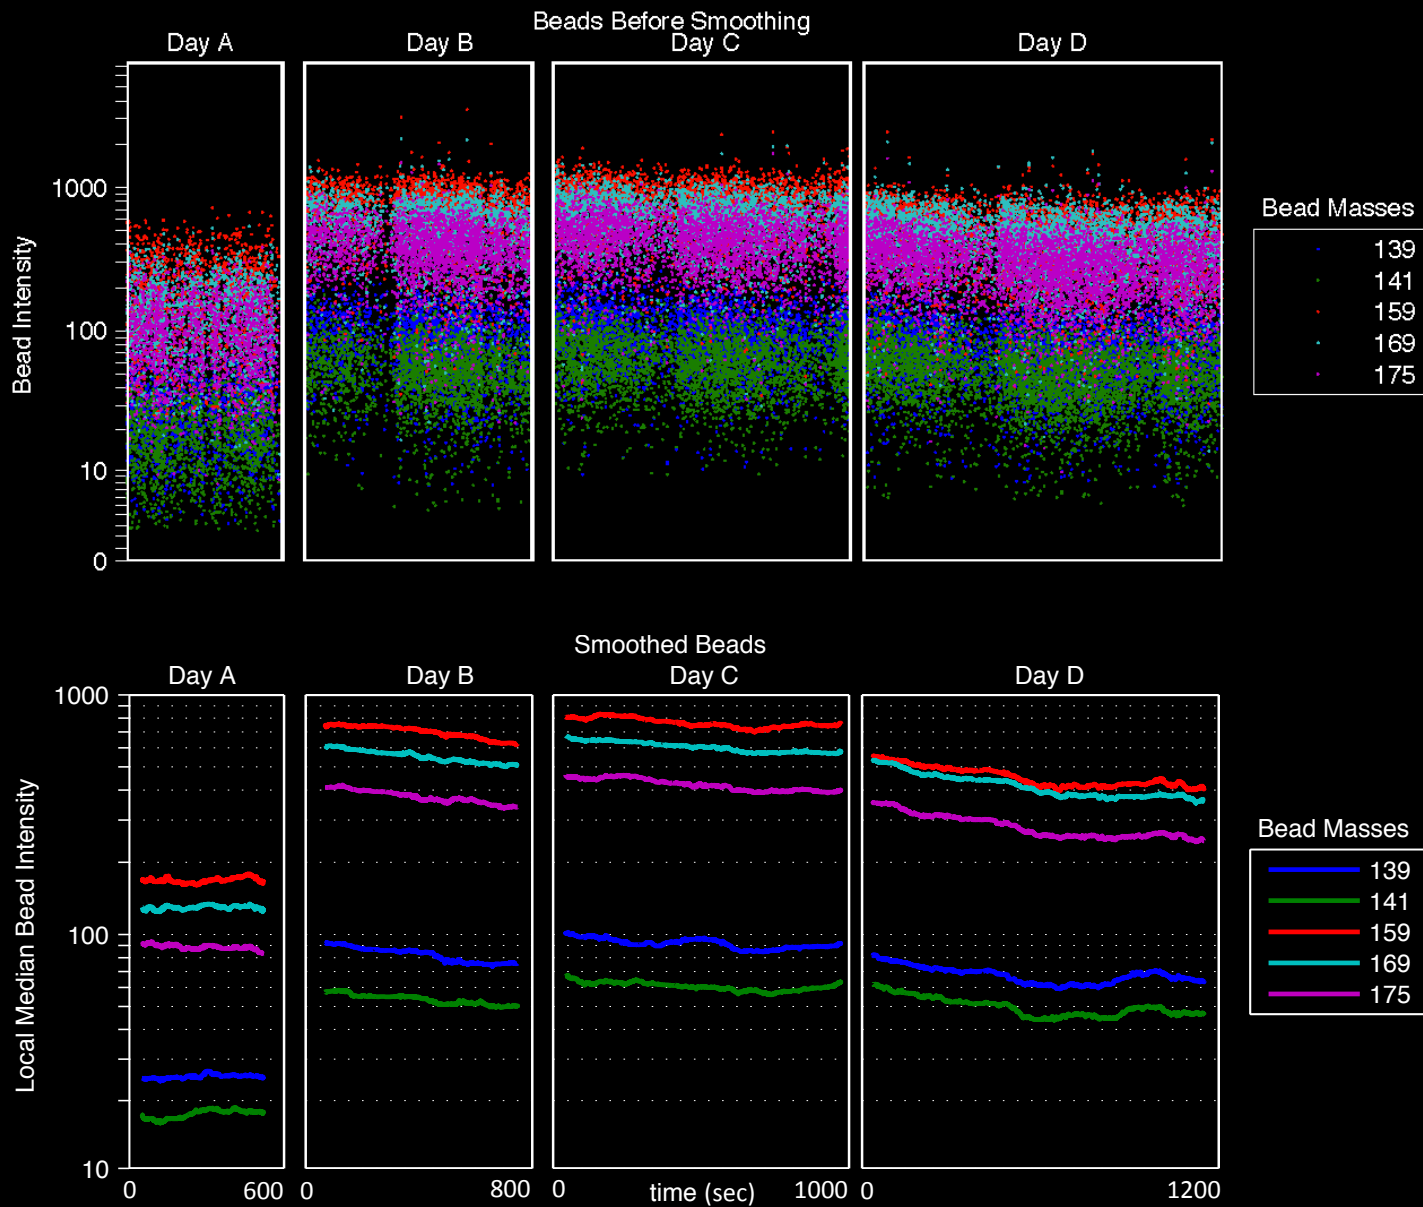 Beads Before Smoothing
Day A Day B Day C Day D
Bead Intensity
1000
100
10
0
Bead Masses
139
141
159
169
175
Smoothed Beads
Day A Day B Day C Day D
Local Median Bead Intensity
1000
100
10
Bead Masses
139
141
159
169
175
0 600 0 800 0 time (sec) 1000 0 1200